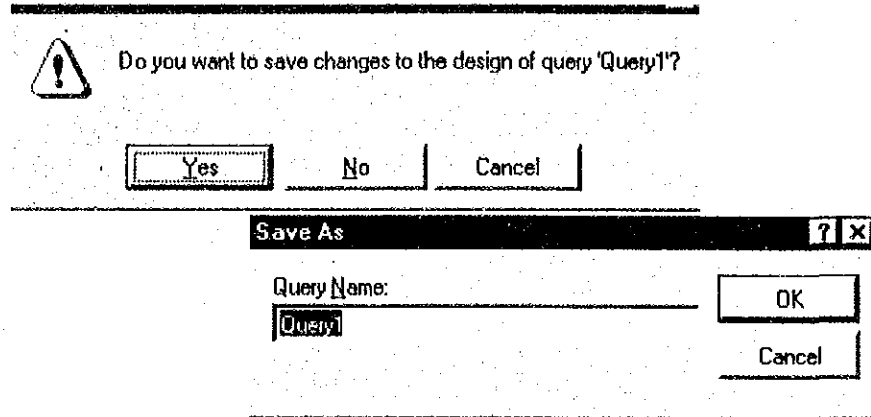 Do you want to save changes to the design of query 'Query1'?
Yes No Cancel
Save As ? ×
Query Name:
OK
Query1
Cancel